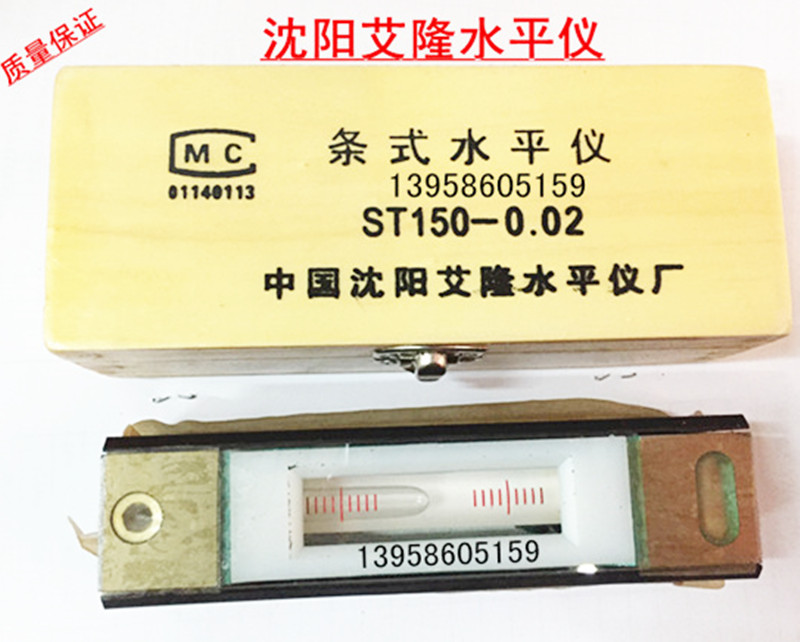 质量保证
沈阳艾隆水平仪
MC
01140113
条式水平仪
13958605159
ST150-0.02
中国沈阳艾隆水平仪厂
13958605159